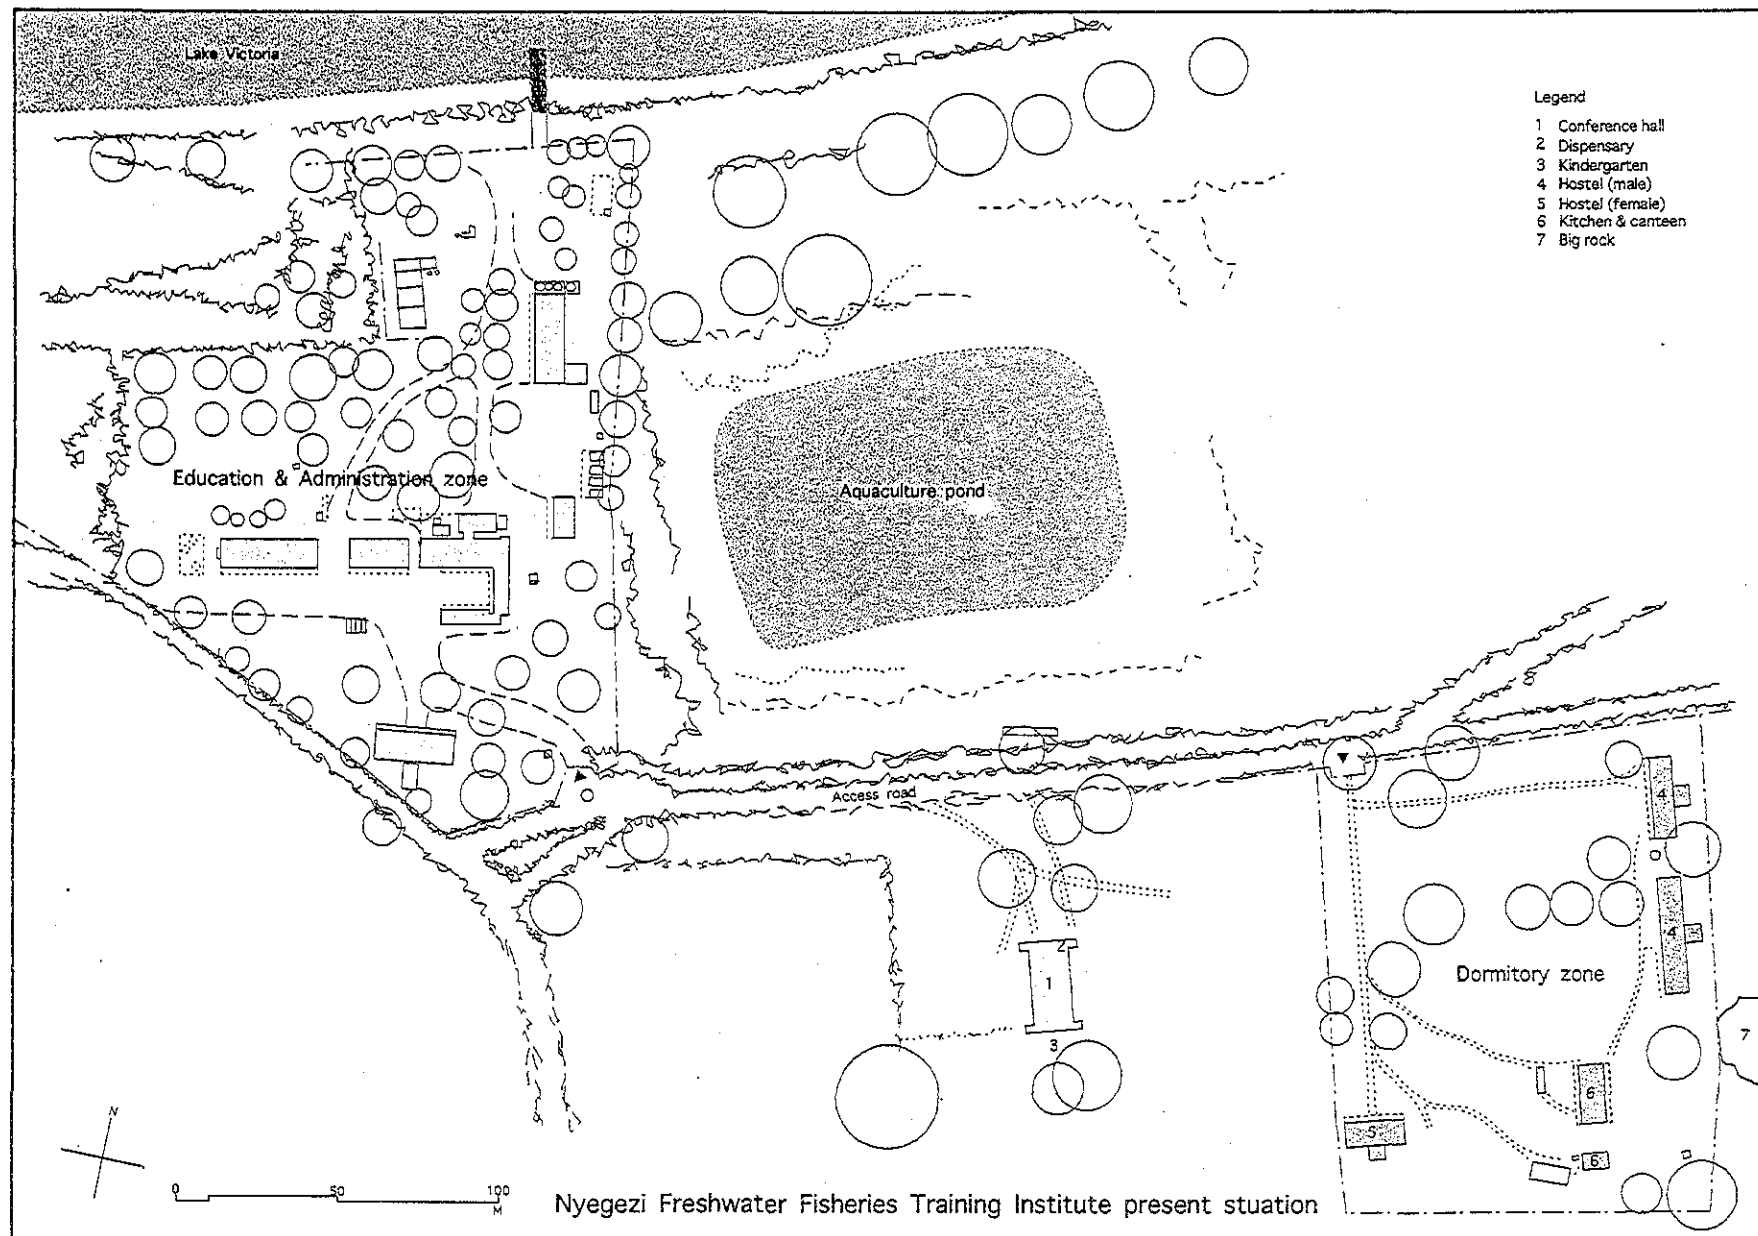 Lake Victoria
Legend
1 Conference hall
2 Dispensary
3 Kindergarten
4 Hostel (male)
5 Hostel (female)
6 Kitchen & canteen
7 Big rock
Education & Administration zone
Aquaculture pond
Access road
4
4
2
1
3
Dormitory zone
7
6
5
6
N
0 50 100
M
Nyegezi Freshwater Fisheries Training Institute present stuation